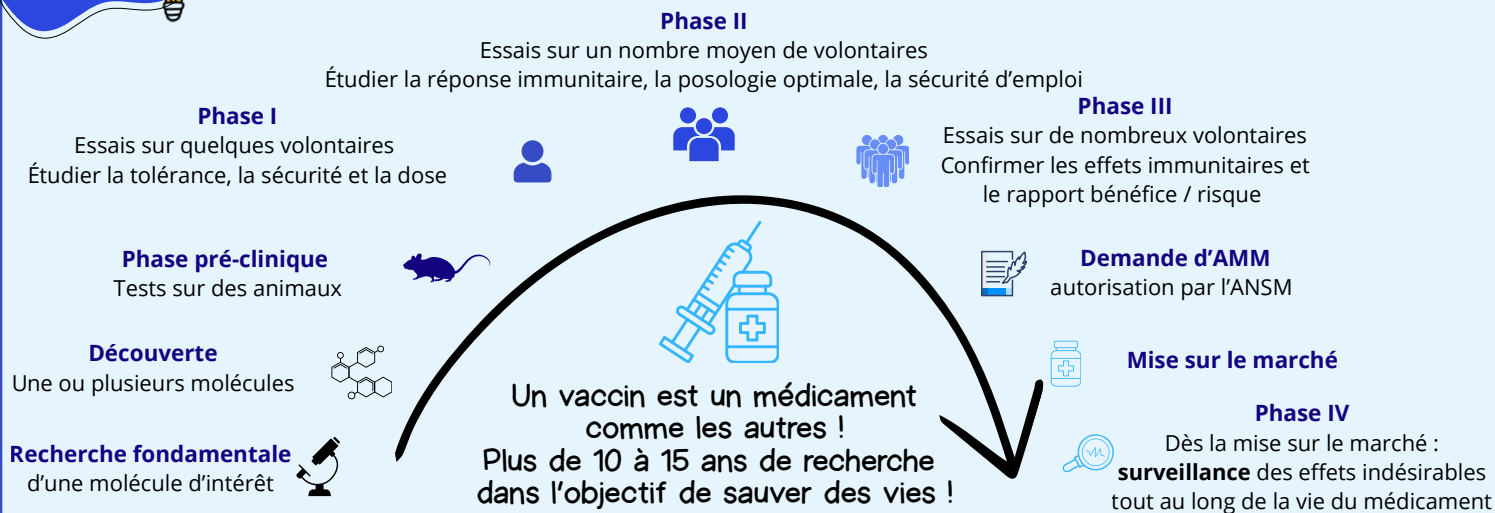 Recherche fondamentale
d’une molécule d’intérêt
Découverte
Une ou plusieurs molécules
Phase pré-clinique
Tests sur des animaux
Phase I
Essais sur quelques volontaires
Étudier la tolérance, la sécurité et la dose
Phase II
Essais sur un nombre moyen de volontaires
Étudier la réponse immunitaire, la posologie optimale, la sécurité d’emploi
Phase III
Essais sur de nombreux volontaires
Confirmer les effets immunitaires et
le rapport bénéfice / risque
Demande d’AMM
autorisation par l’ANSM
Mise sur le marché
Phase IV
Dès la mise sur le marché :
surveillance des effets indésirables
tout au long de la vie du médicament
Un vaccin est un médicament
comme les autres !
Plus de 10 à 15 ans de recherche
dans l’objectif de sauver des vies !